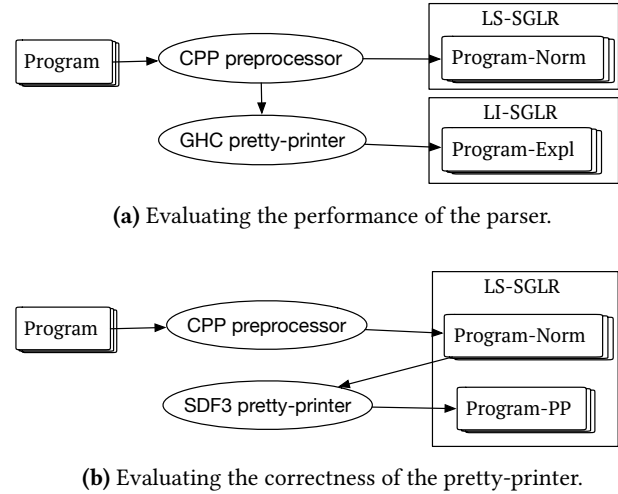 LS-SGLR
Program
CPP preprocessor
Program-Norm
LI-SGLR
GHC pretty-printer
Program-Expl
(a) Evaluating the performance of the parser.
LS-SGLR
Program
CPP preprocessor
Program-Norm
SDF3 pretty-printer
Program-PP
(b) Evaluating the correctness of the pretty-printer.